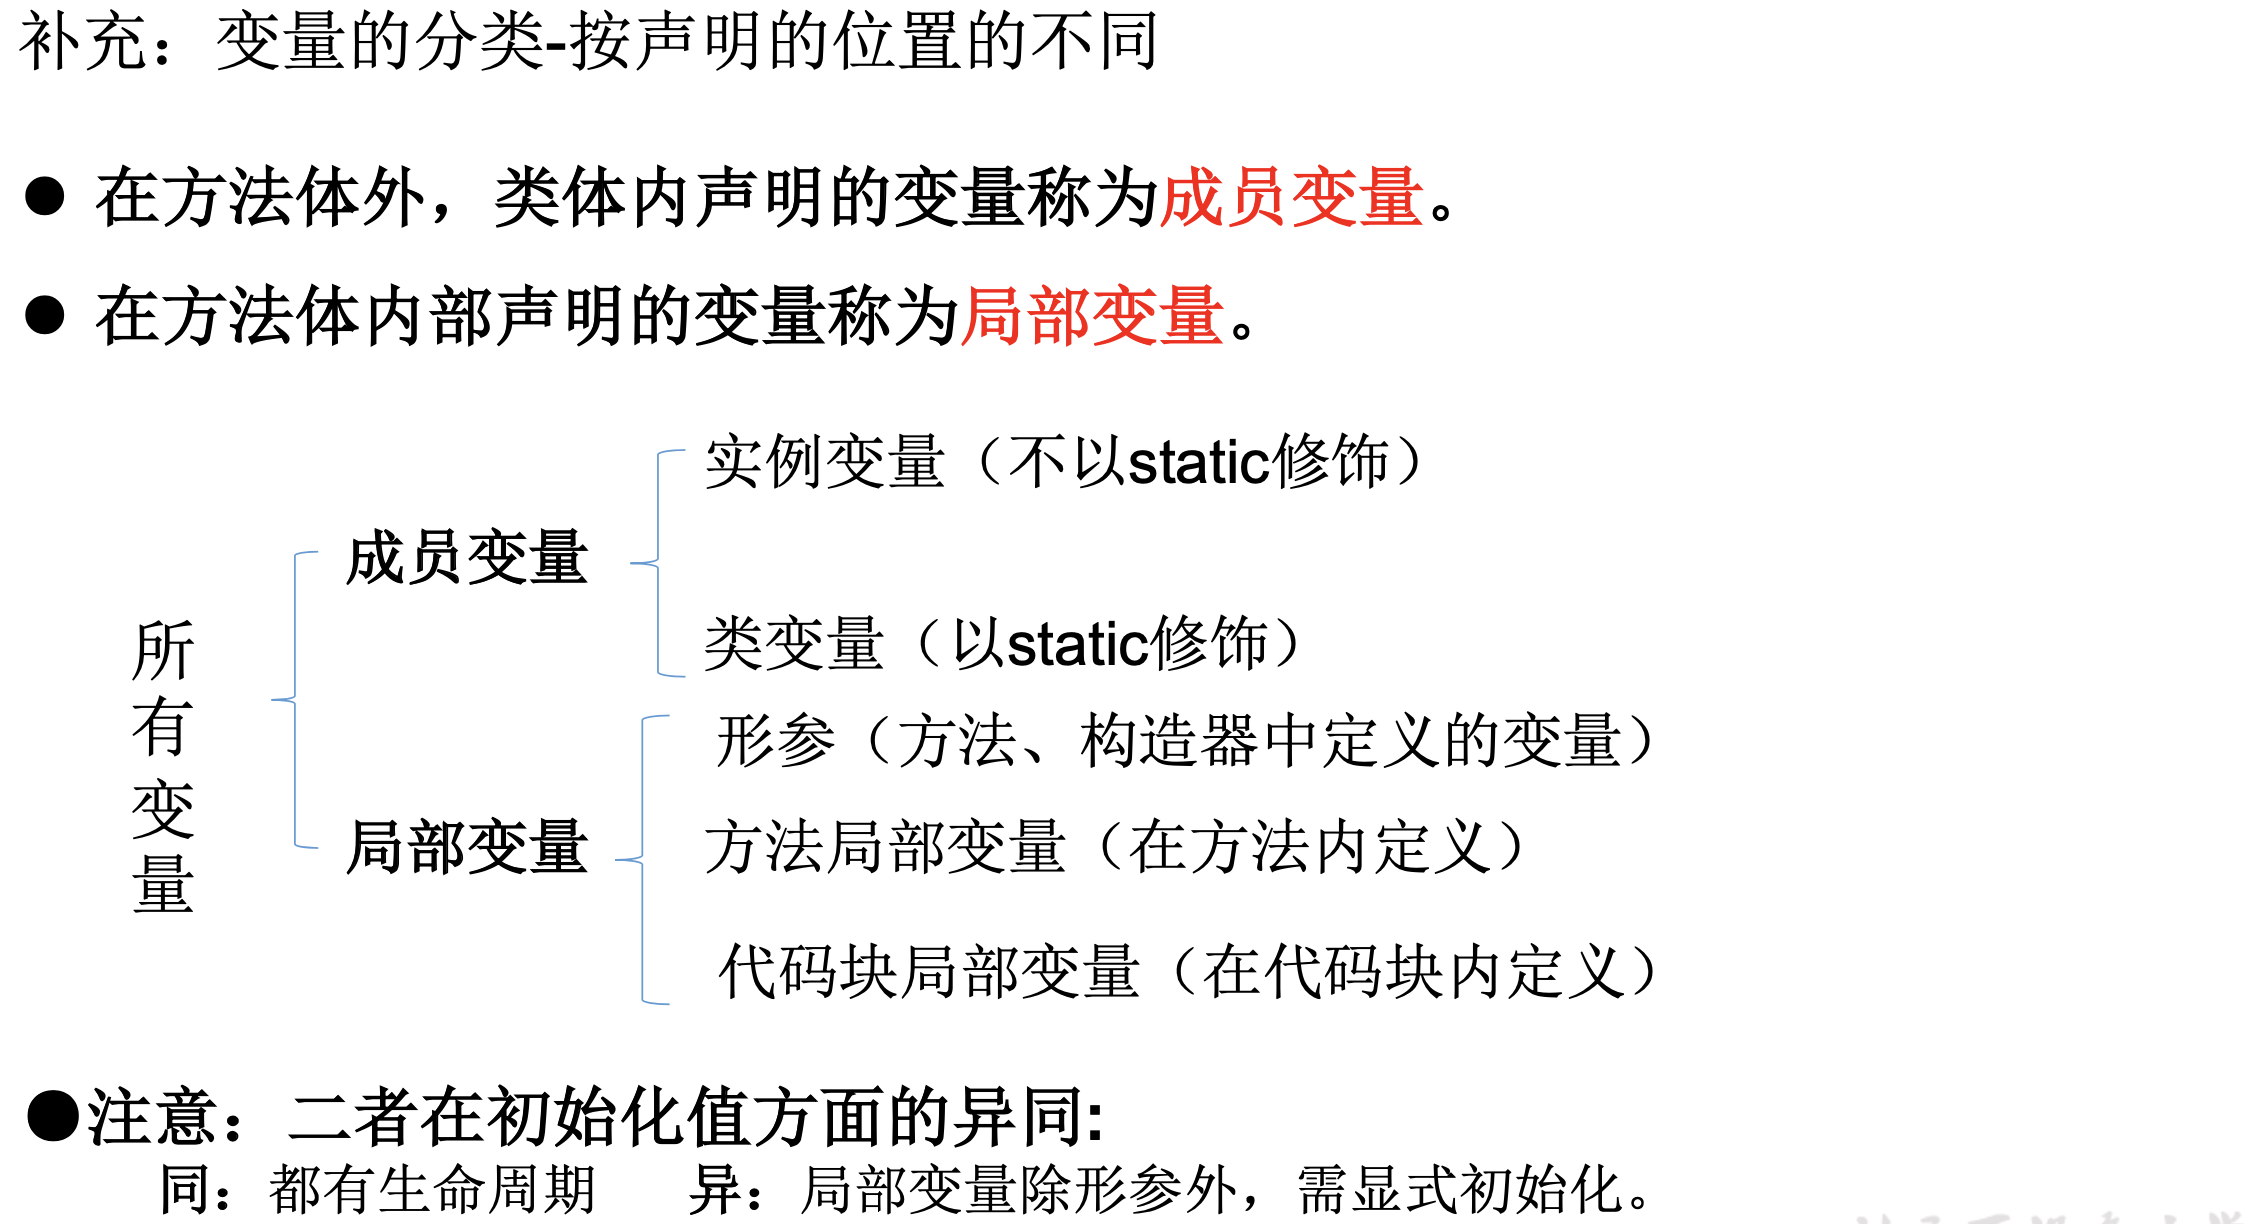 补充：变量的分类-按声明的位置的不同
● 在方法体外，类体内声明的变量称为成员变量。
● 在方法体内部声明的变量称为局部变量。
所有变量
成员变量
实例变量（不以static修饰）
类变量（以static修饰）
局部变量
形参（方法、构造器中定义的变量）
方法局部变量（在方法内定义）
代码块局部变量（在代码块内定义）
●注意：二者在初始化值方面的异同:
同：都有生命周期 异：局部变量除形参外，需显式初始化。